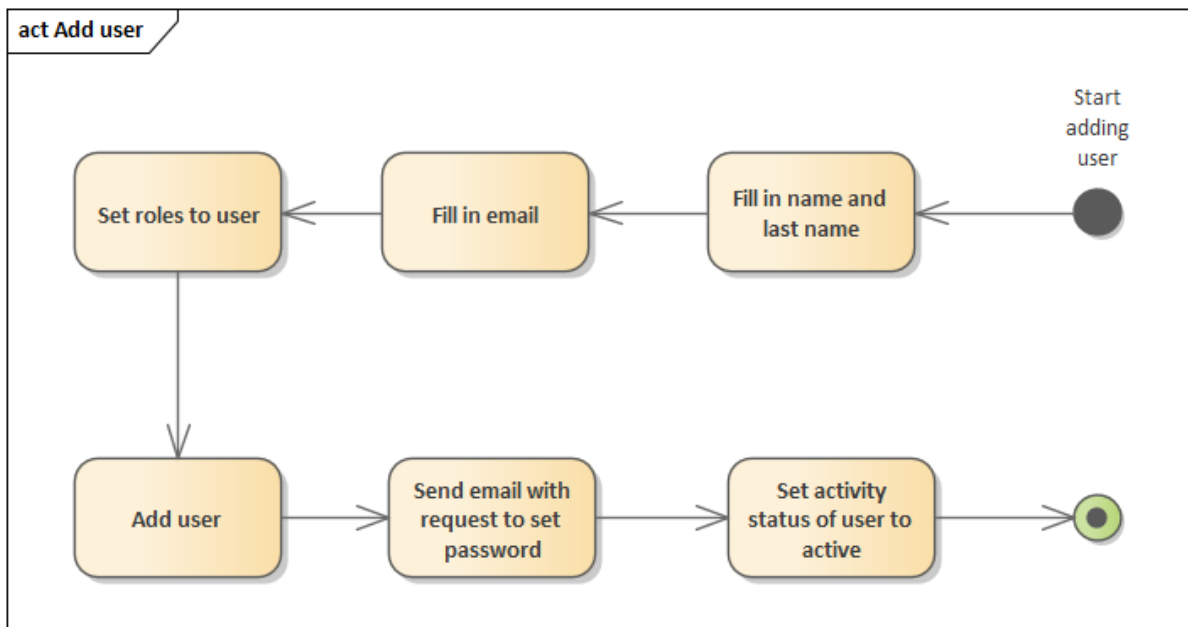 act Add user
Start
adding
user
Set roles to user
Fill in email
Fill in name and
last name
Add user
Send email with
request to set
password
Set activity
status of user to
active